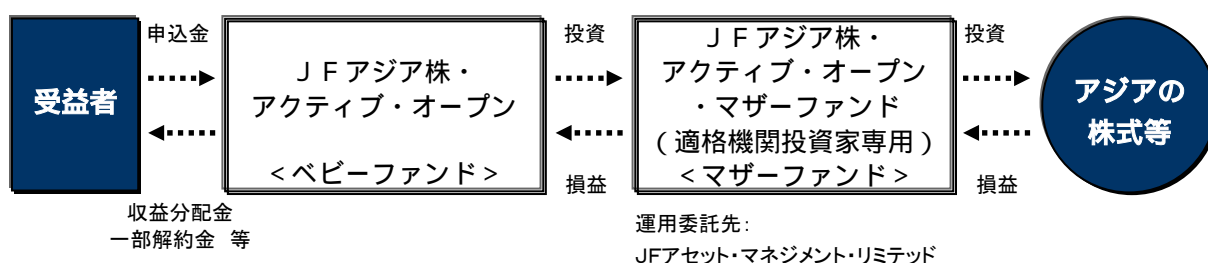 受益者
申込金
収益分配金
一部解約金 等
ＪＦアジア株・
アクティブ・オープン
＜ベビーファンド＞
投資
損益
ＪＦアジア株・
アクティブ・オープン
・マザーファンド
（適格機関投資家専用）
＜マザーファンド＞
運用委託先：
JFアセット・マネジメント・リミテッド
投資
損益
アジアの
株式等